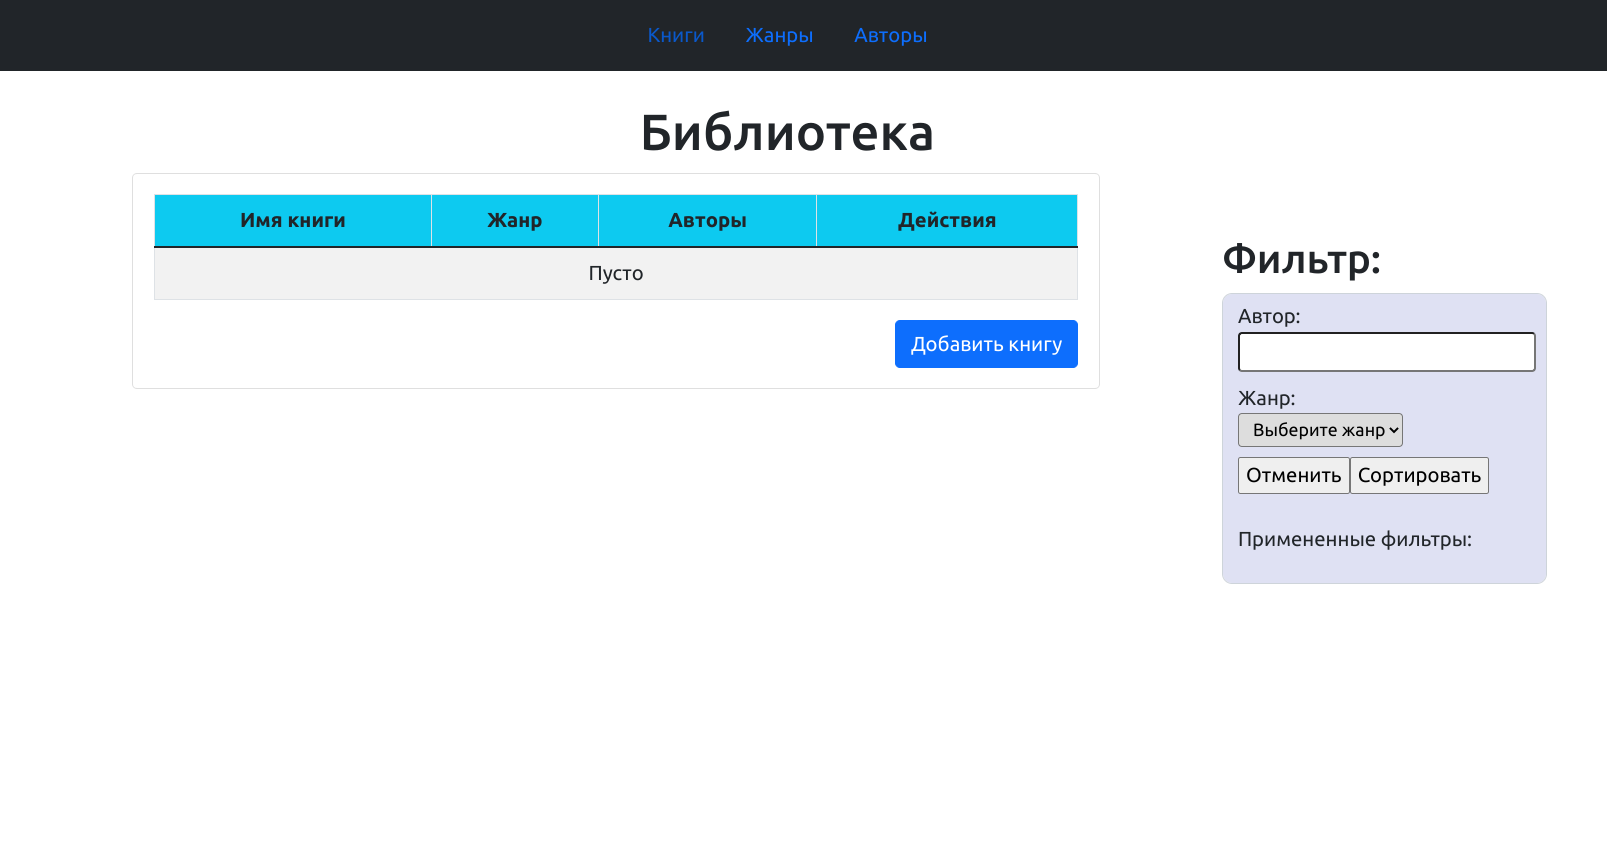 Книги Жанры Авторы
Библиотека
Имя книги Жанр Авторы Действия
Пусто
Добавить книгу
Фильтр:
Автор:
Жанр:
Выберите жанр
Отменить Сортировать
Примененные фильтры: